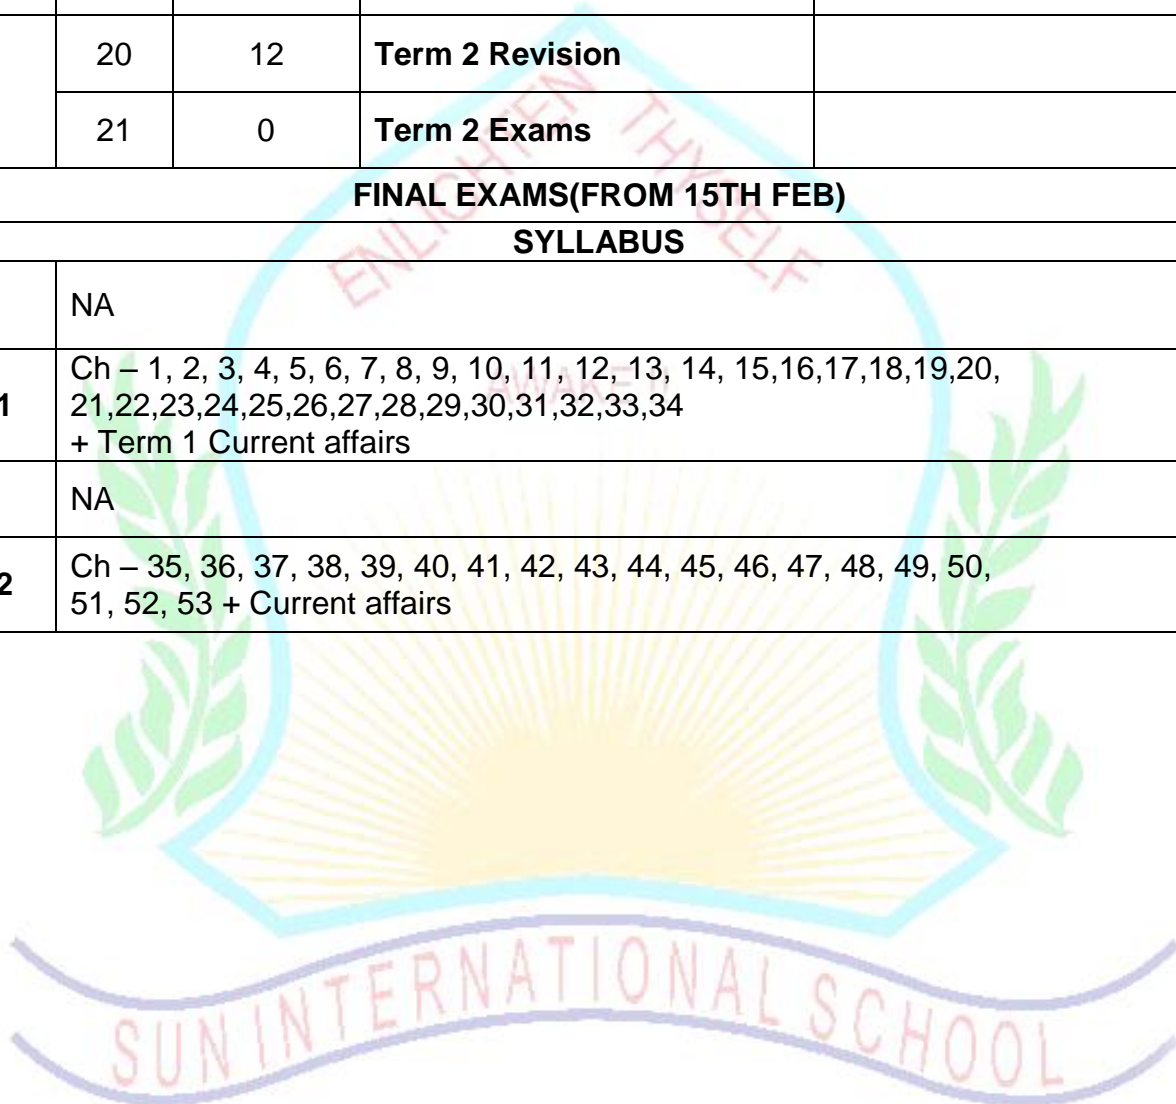 20 12 Term 2 Revision
21 0 Term 2 Exams
FINAL EXAMS(FROM 15TH FEB)
SYLLABUS
NA
1 Ch – 1, 2, 3, 4, 5, 6, 7, 8, 9, 10, 11, 12, 13, 14, 15,16,17,18,19,20,
21,22,23,24,25,26,27,28,29,30,31,32,33,34
+ Term 1 Current affairs
NA
2 Ch – 35, 36, 37, 38, 39, 40, 41, 42, 43, 44, 45, 46, 47, 48, 49, 50,
51, 52, 53 + Current affairs
ENLIGHTEN THYSELF
AWAKE !!
SUN INTERNATIONAL SCHOOL